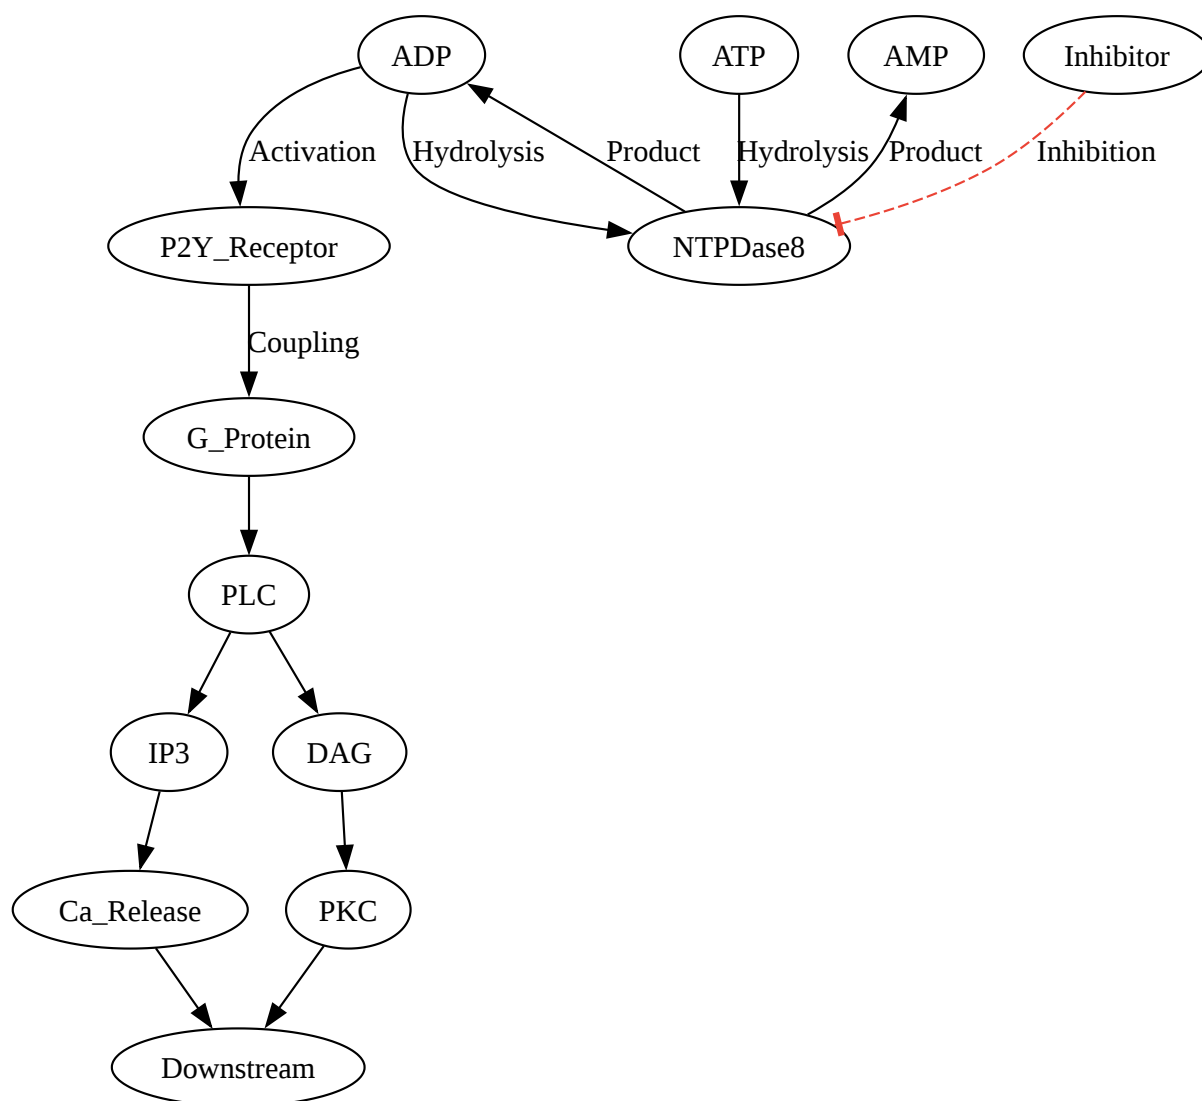 ADP
ATP
AMP
Inhibitor
Activation
Hydrolysis
Product
Hydrolysis
Product
Inhibition
P2Y_Receptor
NTPDase8
Coupling
G_Protein
PLC
IP3
DAG
Ca_Release
PKC
Downstream